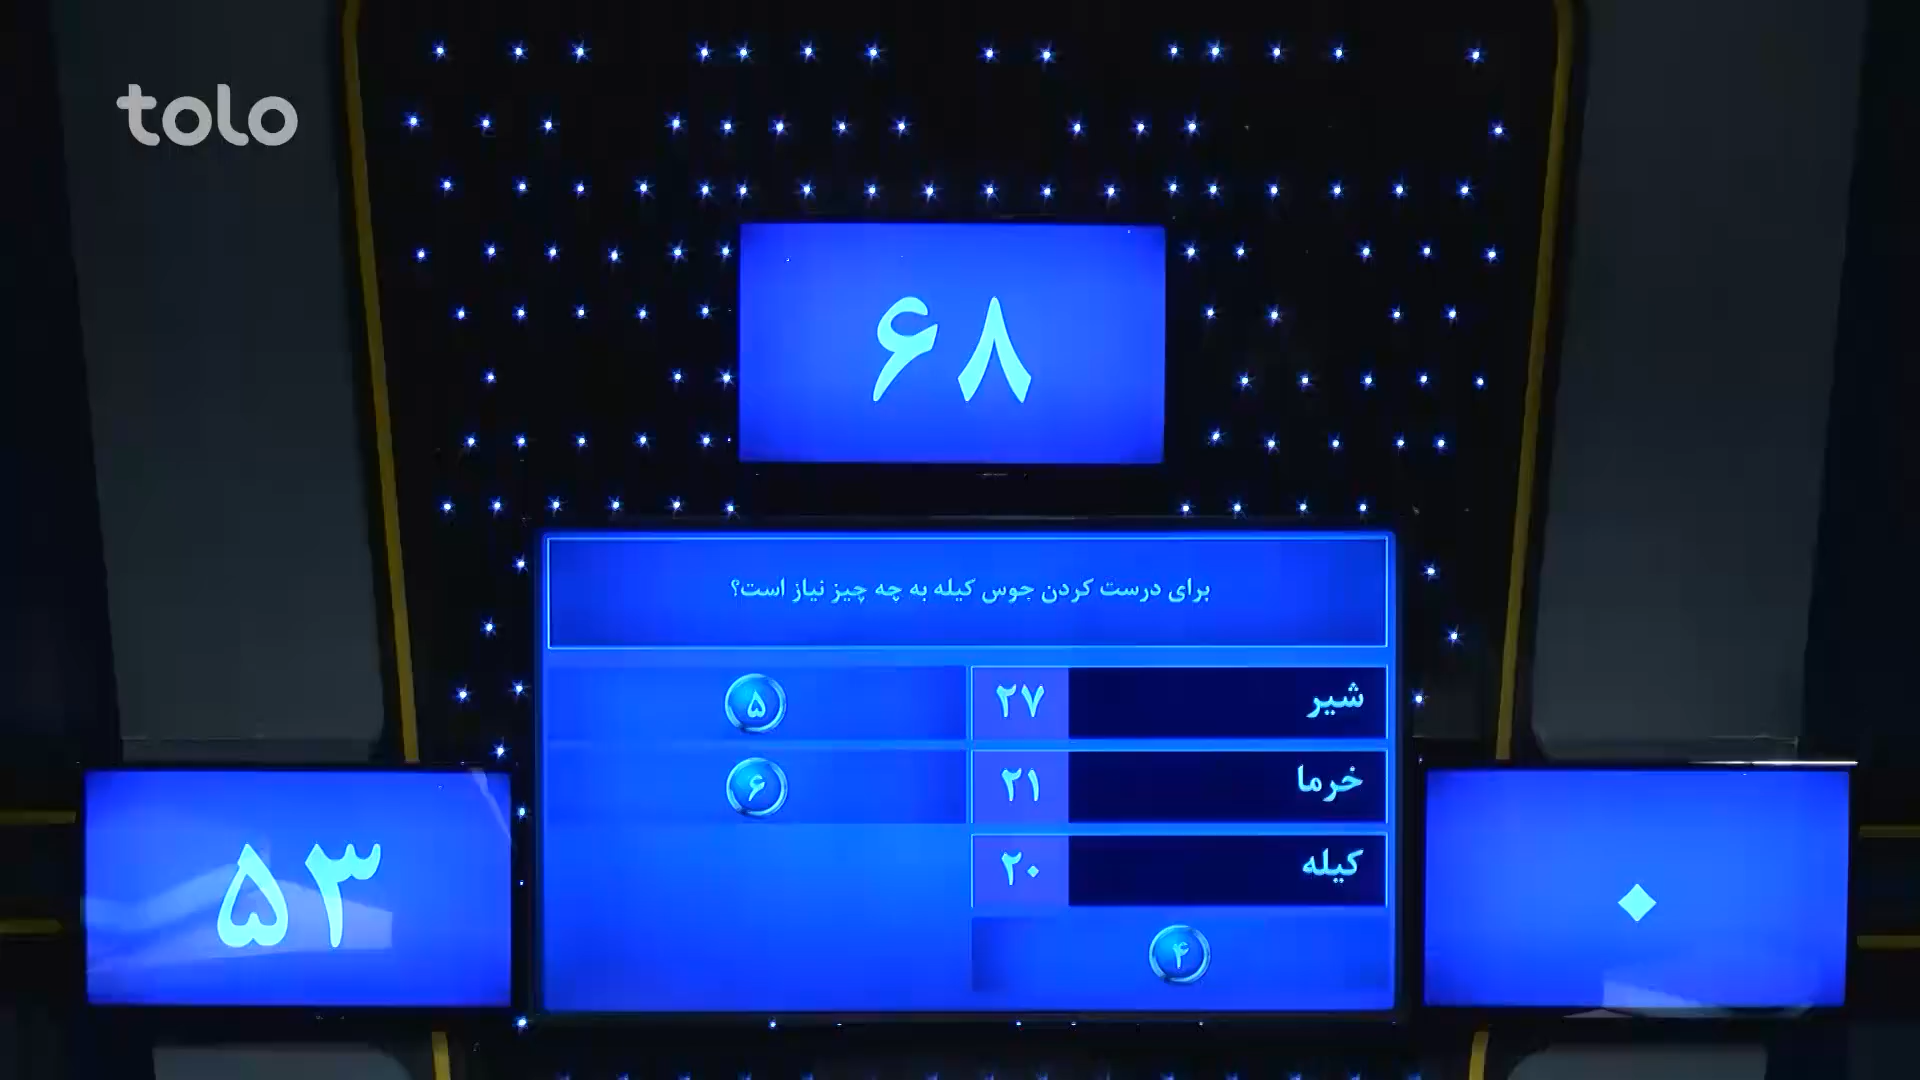 tolo
۶۸
برای درست کردن جوس کیله به چه چیز نیاز است؟
شیر ۲۷ ۵
خرما ۲۱ ۶
کیله ۲۰
۴
۵۳
۰